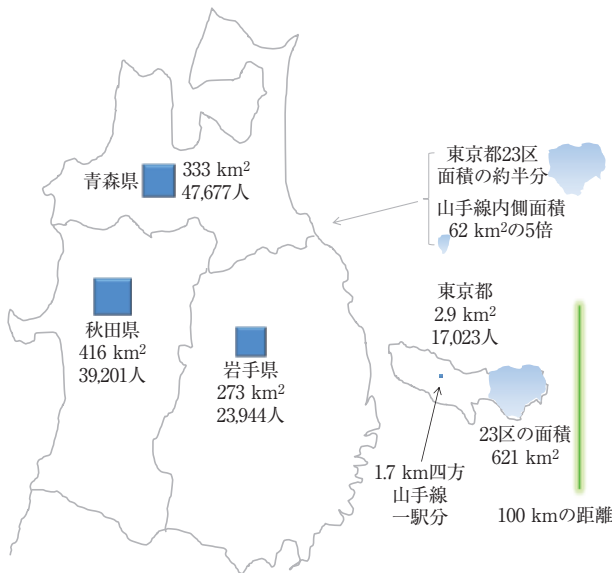 青森県
333 km²
47,677人
東京都23区
面積の約半分
山手線内側面積
62 km²の5倍
秋田県
416 km²
39,201人
岩手県
273 km²
23,944人
東京都
2.9 km²
17,023人
23区の面積
621 km²
1.7 km四方
山手線
一駅分
100 kmの距離